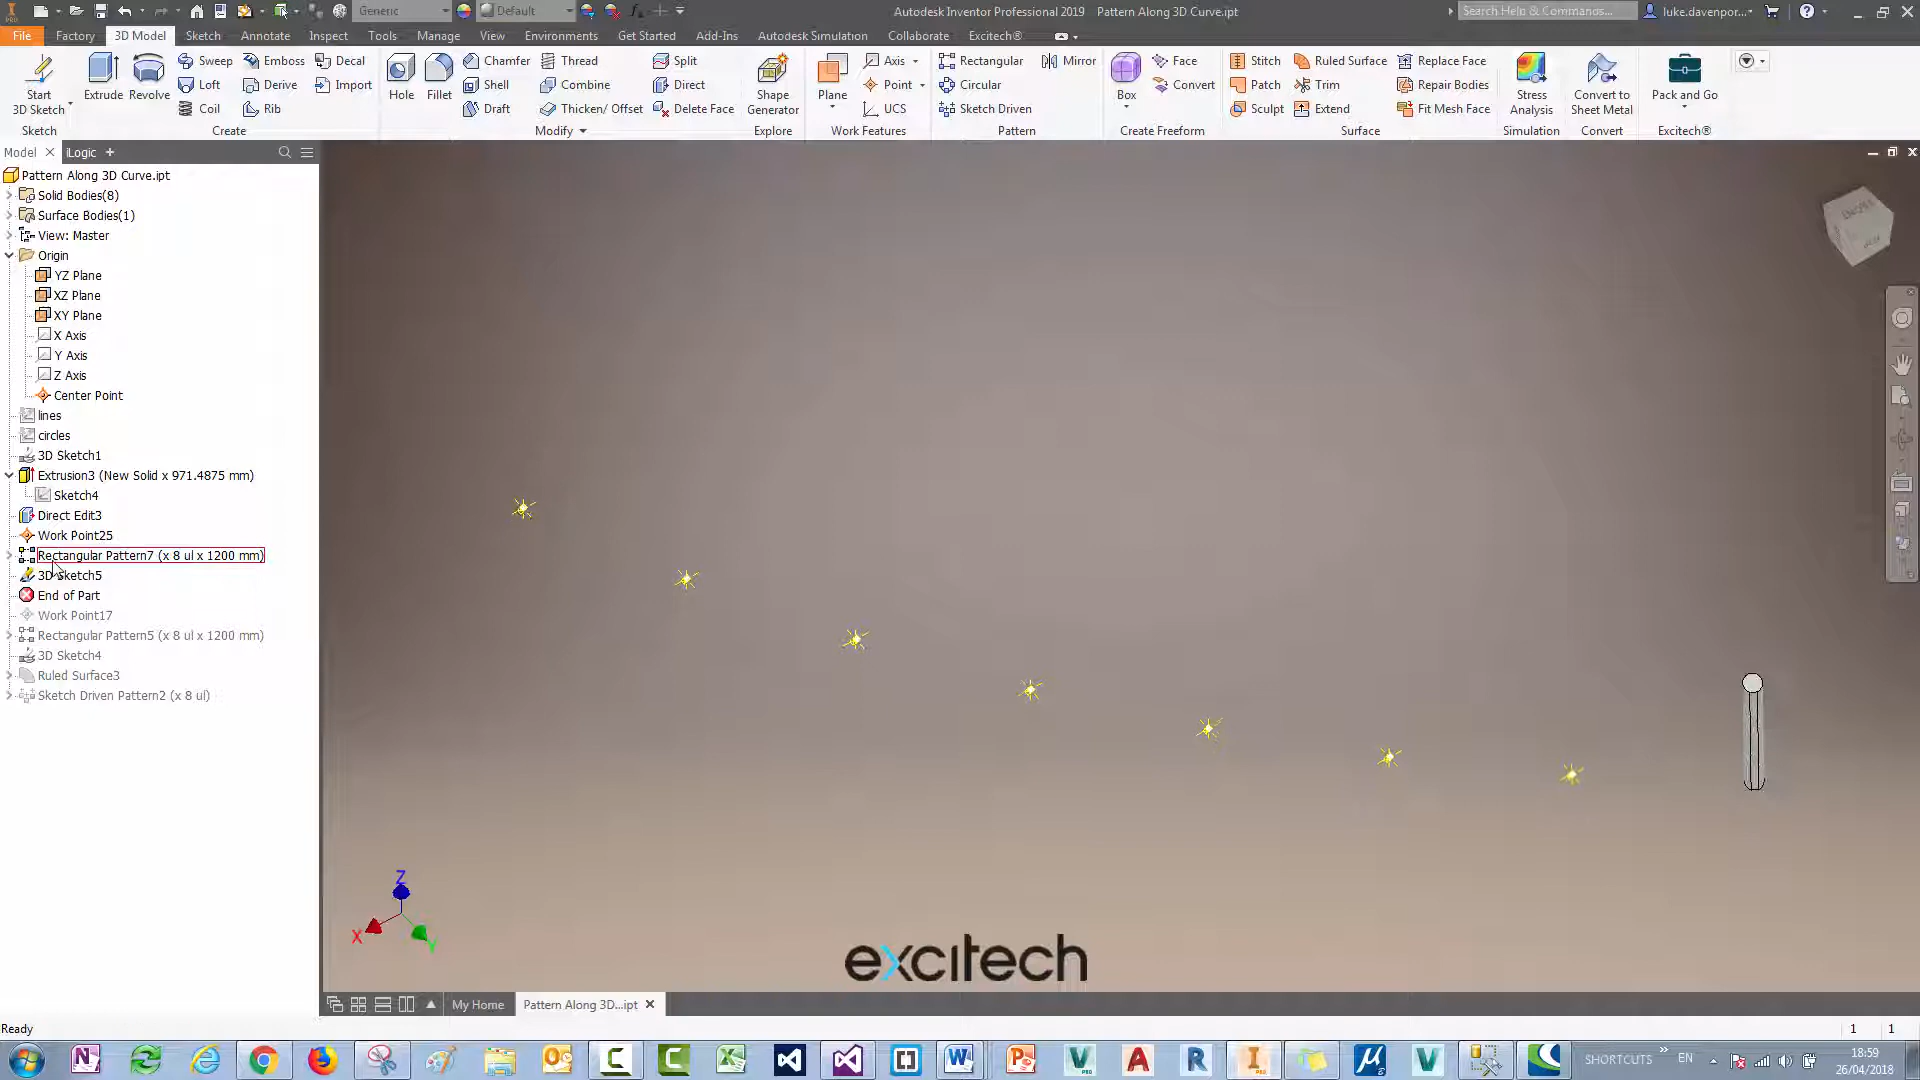 Generic
Default
Autodesk Inventor Professional 2019 Pattern Along 3D Curve.ipt
Search Help & Commands...
luke.davenpor...
PRO
File Factory 3D Model Sketch Annotate Inspect Tools Manage View Environments Get Started Add-Ins Autodesk Simulation Collaborate Excitech®
Sweep Emboss Decal Chamfer Thread Split Axis Rectangular Mirror Face Stitch Ruled Surface Replace Face
Loft Derive Import Shell Combine Direct Point Circular Convert Patch Trim Repair Bodies
Start Extrude Revolve Hole Fillet Shape Plane Box Stress Convert to Pack and Go
3D Sketch Coil Rib Draft Thicken/ Offset Delete Face Generator UCS Sketch Driven Sculpt Extend Fit Mesh Face Analysis Sheet Metal
Sketch Create Modify Explore Work Features Pattern Create Freeform Surface Simulation Convert Excitech®
Model iLogic +
Pattern Along 3D Curve.ipt
Solid Bodies(8)
Surface Bodies(1)
View: Master
Origin
YZ Plane
XZ Plane
XY Plane
X Axis
Y Axis
Z Axis
Center Point
lines
circles
3D Sketch1
Extrusion3 (New Solid x 971.4875 mm)
Sketch4
Direct Edit3
Work Point25
Rectangular Pattern7 (x 8 ul x 1200 mm)
3D Sketch5
End of Part
Work Point17
Rectangular Pattern5 (x 8 ul x 1200 mm)
3D Sketch4
Ruled Surface3
Sketch Driven Pattern2 (x 8 ul)
Z
X
Y
excitech
My Home Pattern Along 3D...ipt
Ready
1 1
SHORTCUTS
EN
18:59
26/04/2018